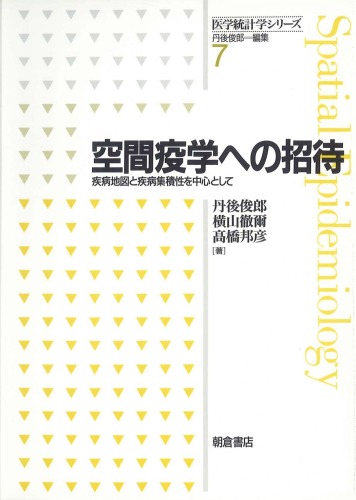 医学統計学シリーズ
丹後俊郎―編集
7
Spatial Epidemiology
空間疫学への招待
疾病地図と疾病集積性を中心として
丹後俊郎
横山徹爾
髙橋邦彦
[著]
朝倉書店